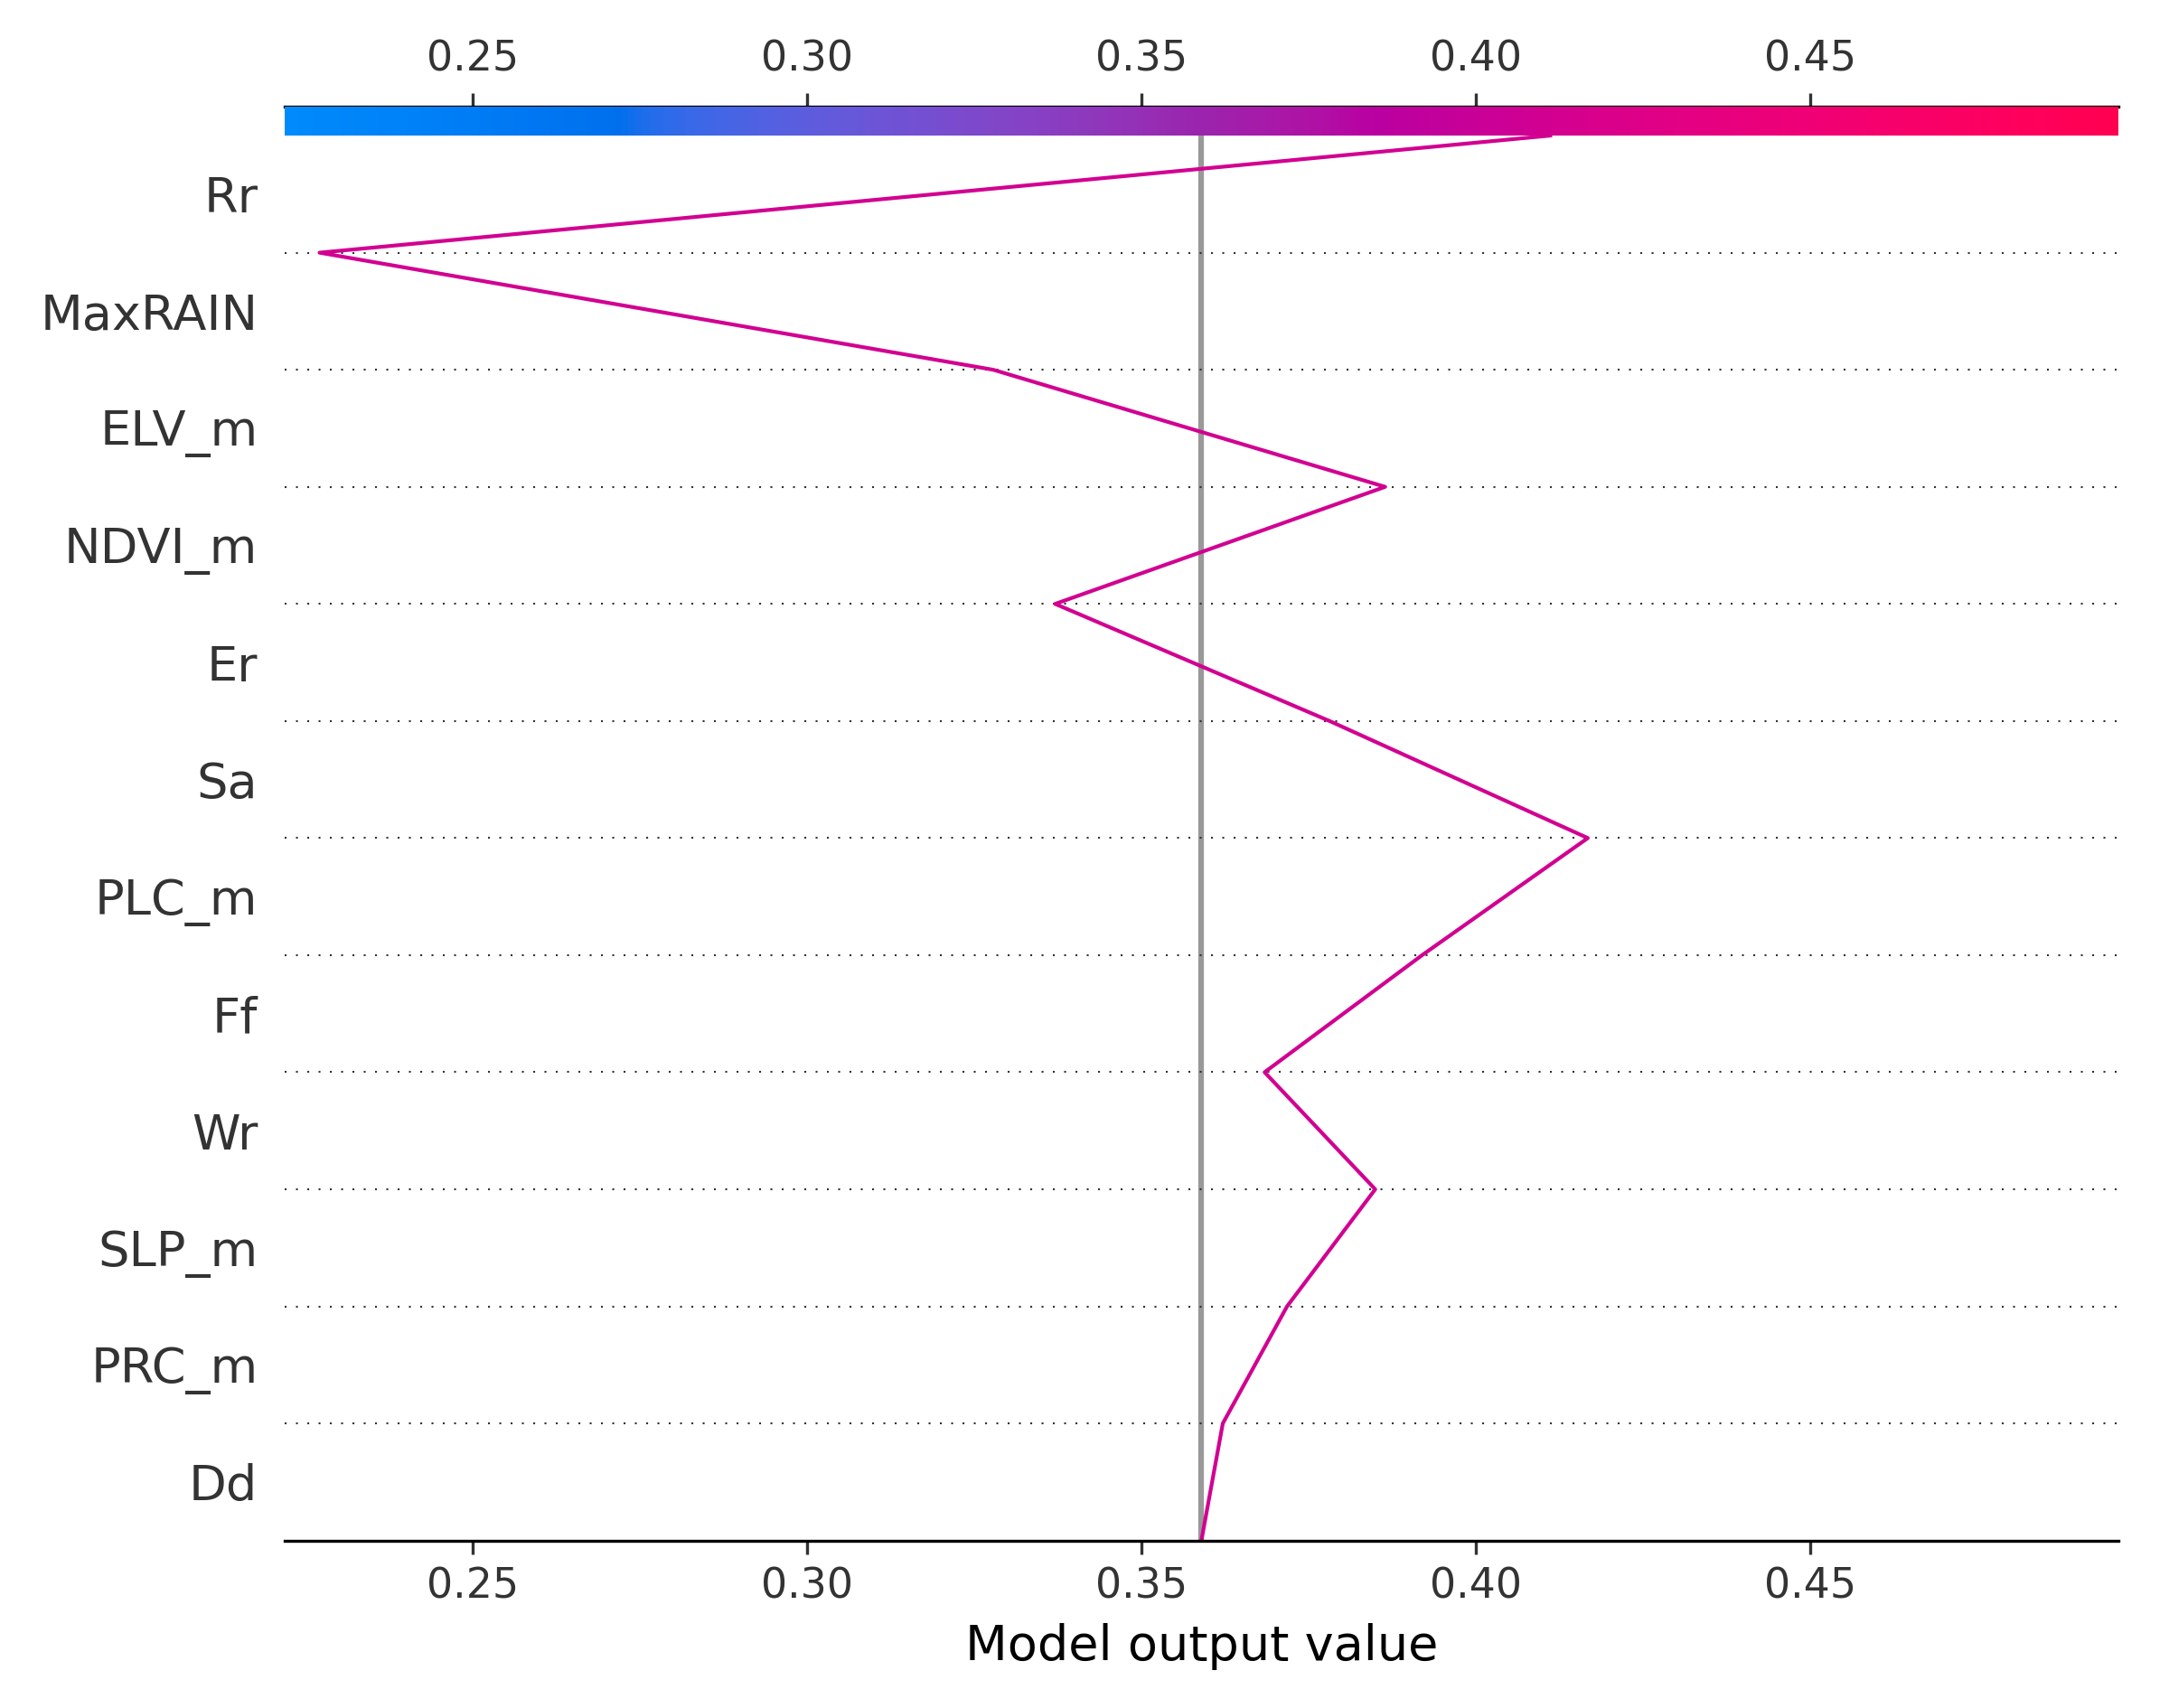 0.25 0.30 0.35 0.40 0.45
Rr
MaxRAIN
ELV_m
NDVI_m
Er
Sa
PLC_m
Ff
Wr
SLP_m
PRC_m
Dd
0.25 0.30 0.35 0.40 0.45
Model output value